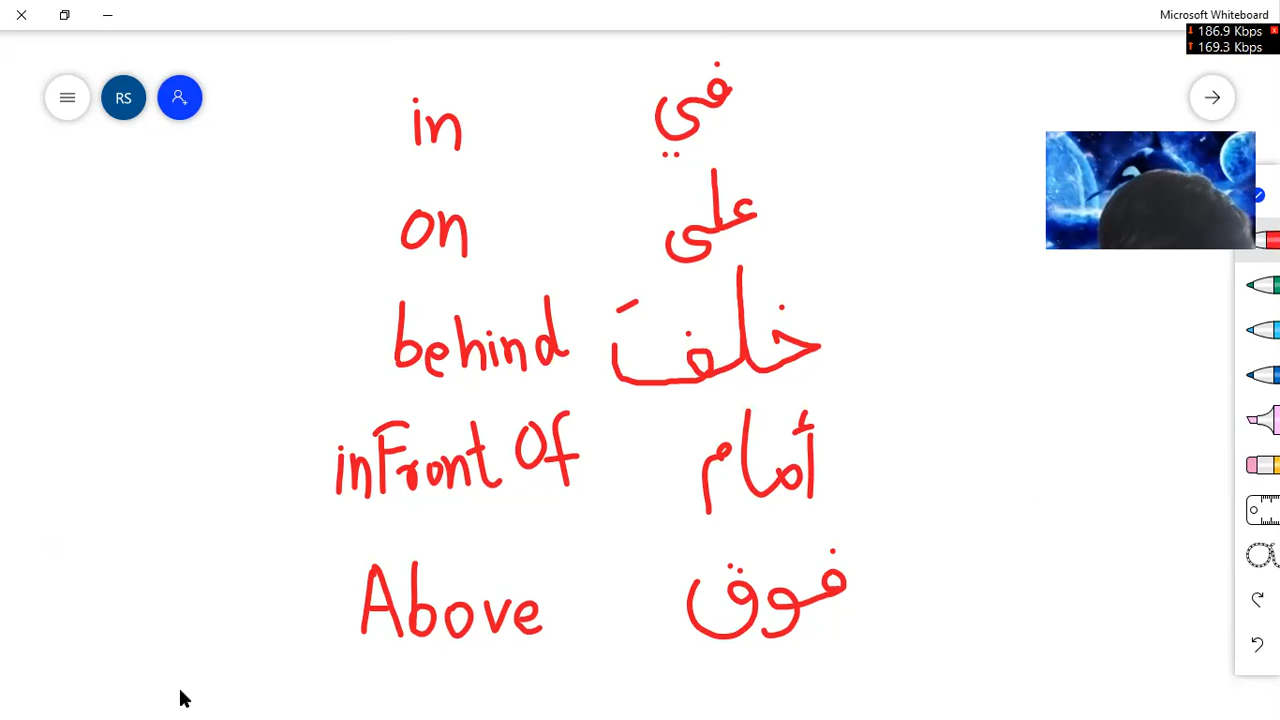 Microsoft Whiteboard
186.9 Kbps
169.3 Kbps
RS
in في
on على
behind خلفَ
inFront Of أمام
Above فوق